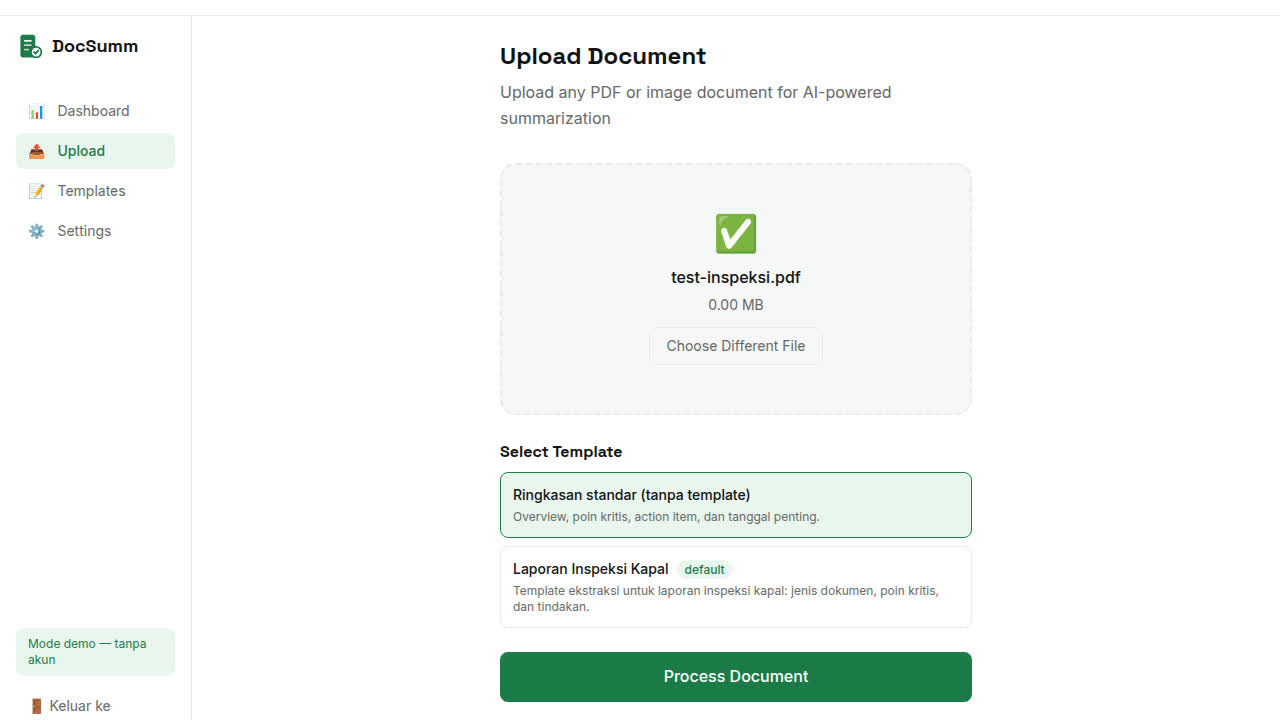 DocSumm
Dashboard
Upload
Templates
Settings
Mode demo — tanpa
akun
Keluar ke
Upload Document
Upload any PDF or image document for AI-powered
summarization
test-inspeksi.pdf
0.00 MB
Choose Different File
Select Template
Ringkasan standar (tanpa template)
Overview, poin kritis, action item, dan tanggal penting.
Laporan Inspeksi Kapal default
Template ekstraksi untuk laporan inspeksi kapal: jenis dokumen, poin kritis,
dan tindakan.
Process Document